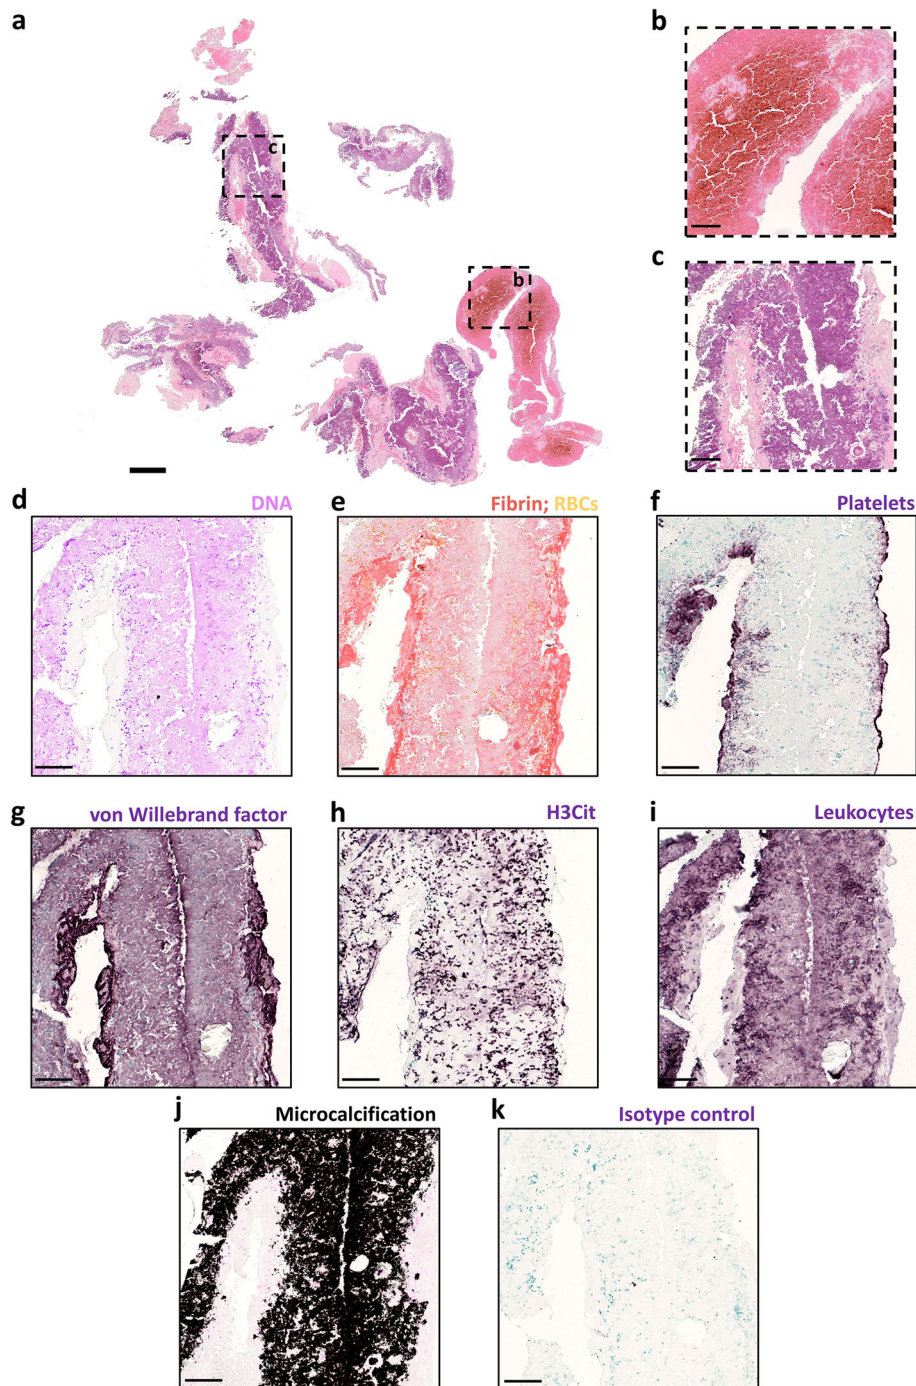 a
b
c
b
c
d
DNA
e
Fibrin; RBCs
f
Platelets
g
von Willebrand factor
h
H3Cit
i
Leukocytes
j
Microcalcification
k
Isotype control